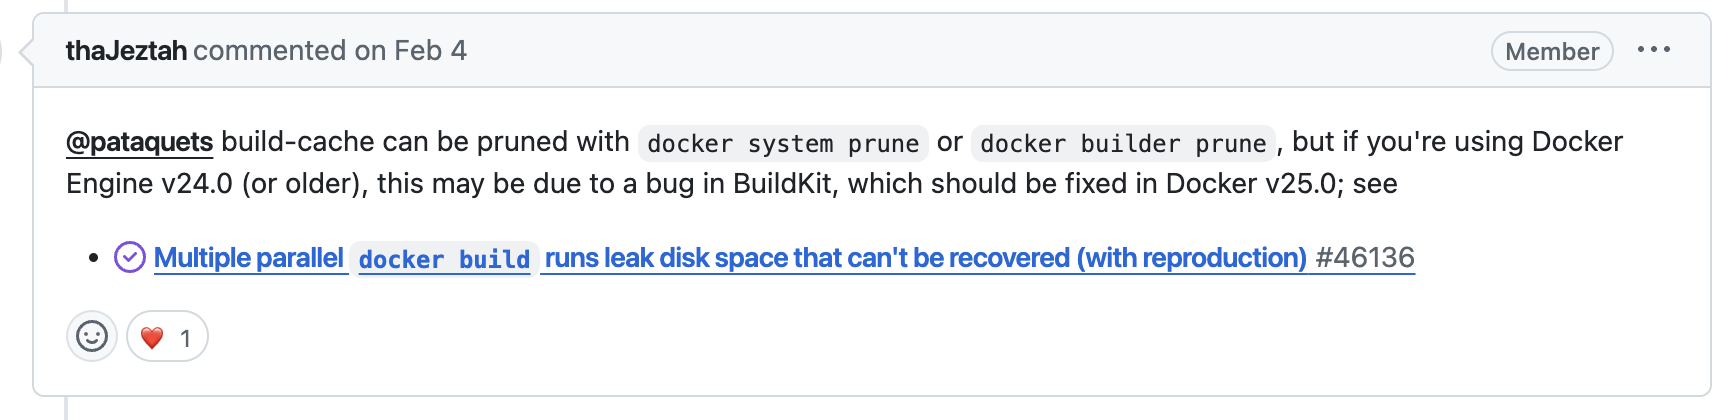 thaJeztah commented on Feb 4
Member
@pataquets build-cache can be pruned with docker system prune or docker builder prune, but if you're using Docker
Engine v24.0 (or older), this may be due to a bug in BuildKit, which should be fixed in Docker v25.0; see
• Multiple parallel docker build runs leak disk space that can't be recovered (with reproduction) #46136
❤️ 1